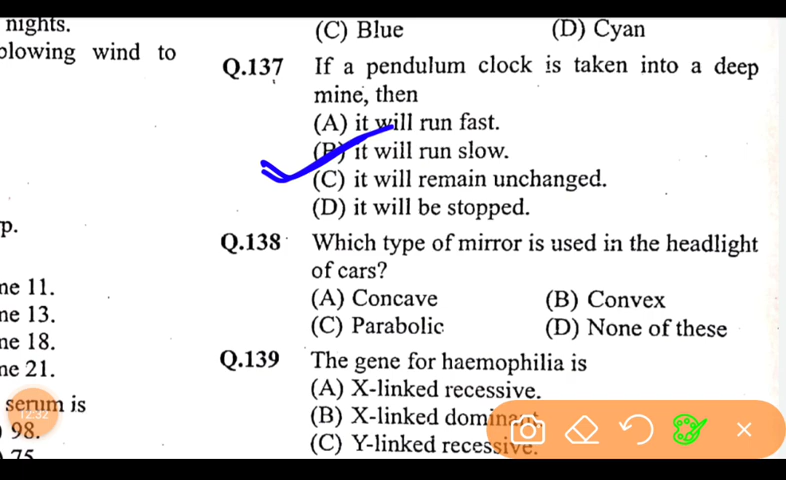 nights.
blowing wind to
p.
ne 11.
ne 13.
ne 18.
ne 21.
serum is
12:32
98.
75
(C) Blue (D) Cyan
Q.137 If a pendulum clock is taken into a deep
mine, then
(A) it will run fast.
(B) it will run slow.
(C) it will remain unchanged.
(D) it will be stopped.
Q.138 Which type of mirror is used in the headlight
of cars?
(A) Concave (B) Convex
(C) Parabolic (D) None of these
Q.139 The gene for haemophilia is
(A) X-linked recessive.
(B) X-linked dominant.
(C) Y-linked recessive.